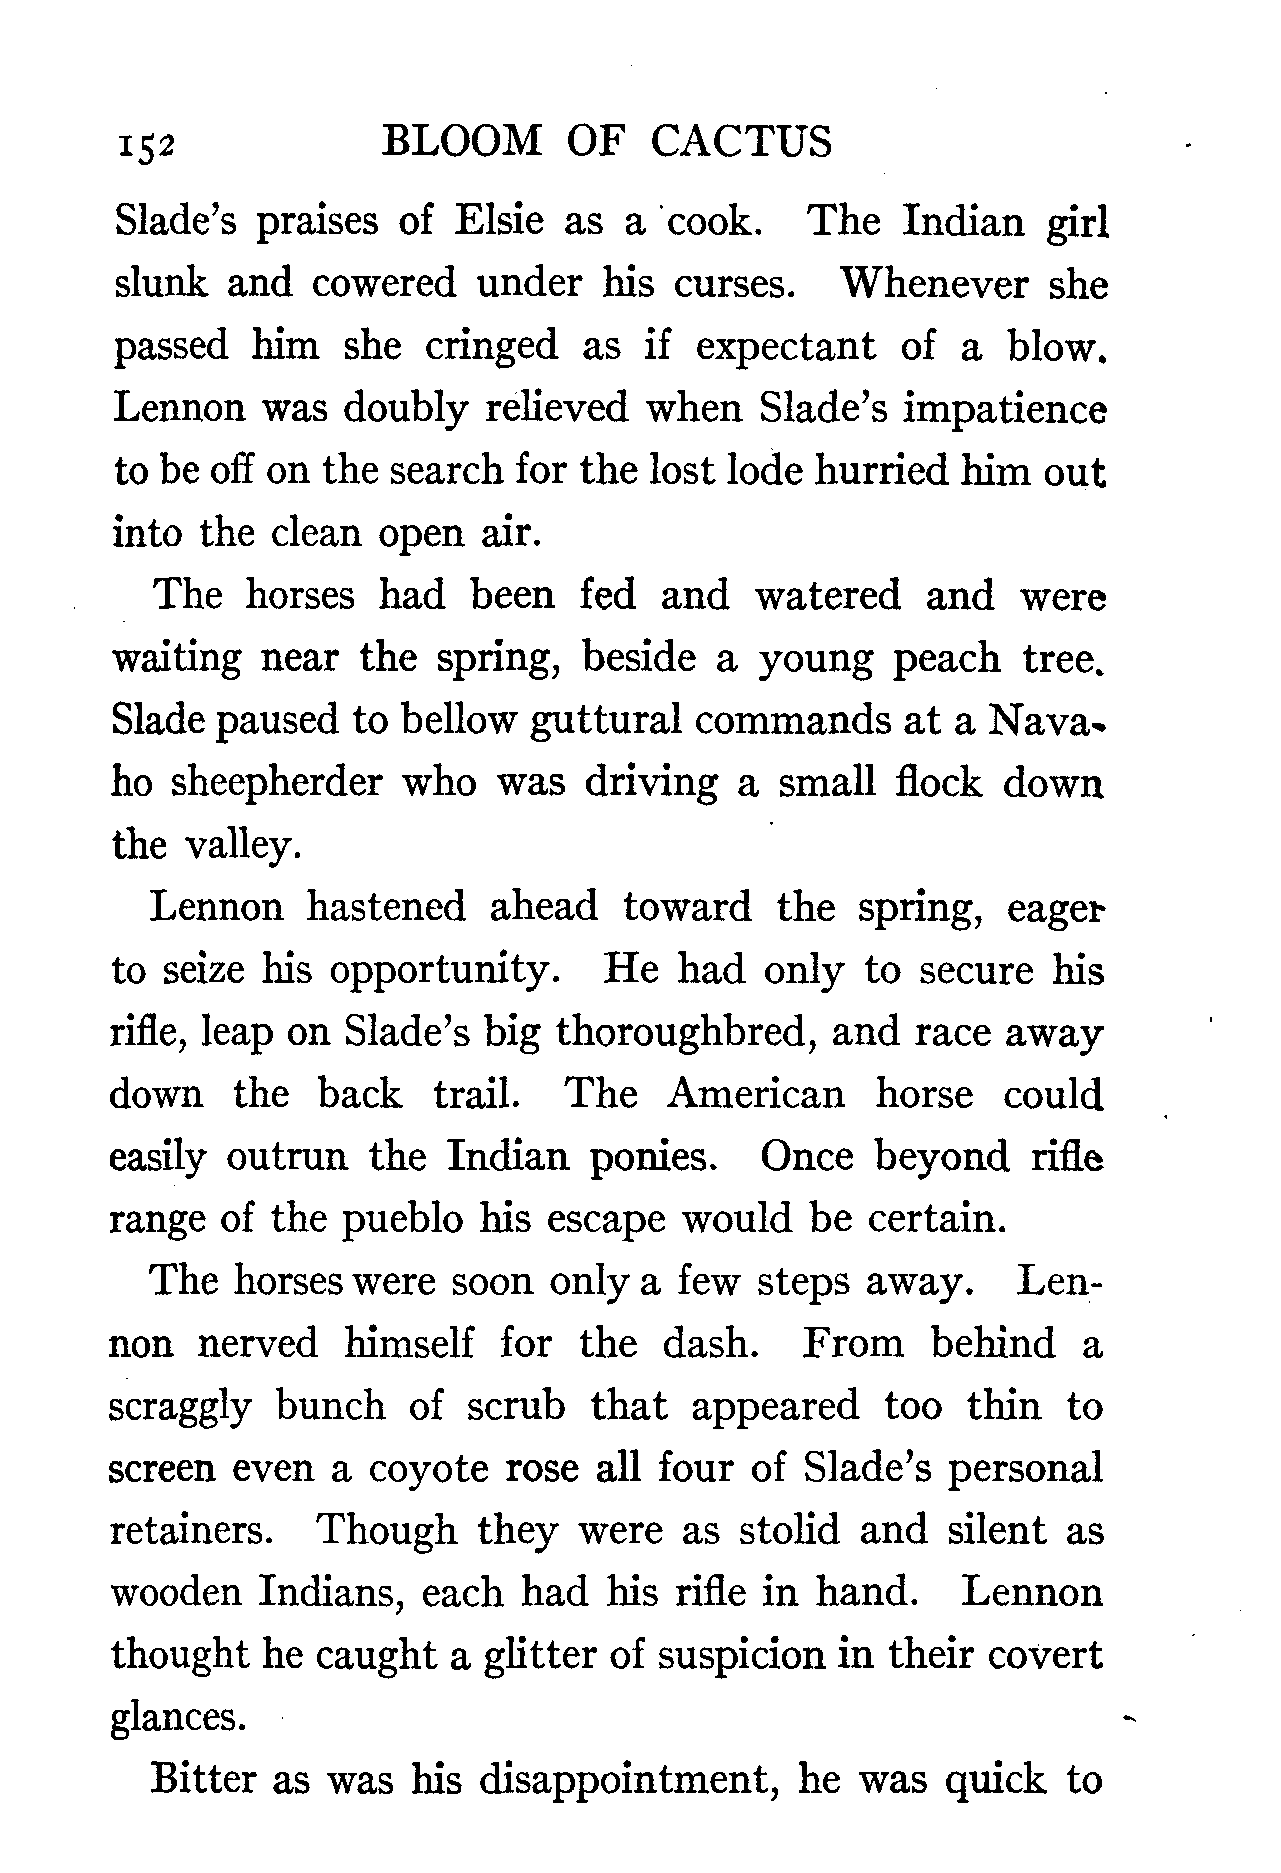 152 BLOOM OF CACTUS
Slade's praises of Elsie as a cook. The Indian girl
slunk and cowered under his curses. Whenever she
passed him she cringed as if expectant of a blow.
Lennon was doubly relieved when Slade's impatience
to be off on the search for the lost lode hurried him out
into the clean open air.
The horses had been fed and watered and were
waiting near the spring, beside a young peach tree.
Slade paused to bellow guttural commands at a Nava-
ho sheepherder who was driving a small flock down
the valley.
Lennon hastened ahead toward the spring, eager
to seize his opportunity. He had only to secure his
rifle, leap on Slade's big thoroughbred, and race away
down the back trail. The American horse could
easily outrun the Indian ponies. Once beyond rifle
range of the pueblo his escape would be certain.
The horses were soon only a few steps away. Len-
non nerved himself for the dash. From behind a
scraggly bunch of scrub that appeared too thin to
screen even a coyote rose all four of Slade's personal
retainers. Though they were as stolid and silent as
wooden Indians, each had his rifle in hand. Lennon
thought he caught a glitter of suspicion in their covert
glances.
Bitter as was his disappointment, he was quick to